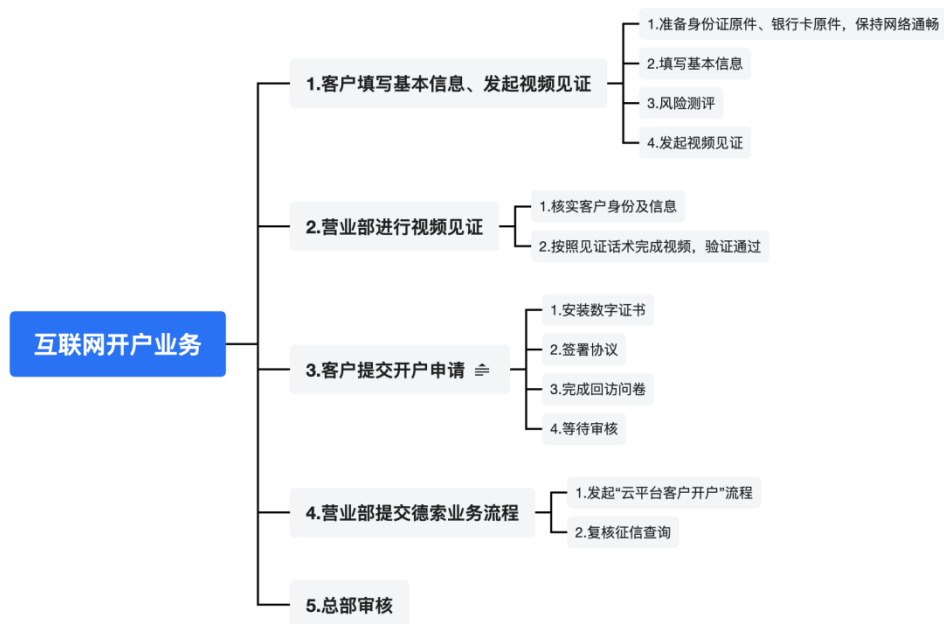 互联网开户业务
1.客户填写基本信息、发起视频见证
1.准备身份证原件、银行卡原件，保持网络通畅
2.填写基本信息
3.风险测评
4.发起视频见证
2.营业部进行视频见证
1.核实客户身份及信息
2.按照见证话术完成视频，验证通过
3.客户提交开户申请
1.安装数字证书
2.签署协议
3.完成回访问卷
4.等待审核
4.营业部提交德索业务流程
1.发起“云平台客户开户”流程
2.复核征信查询
5.总部审核